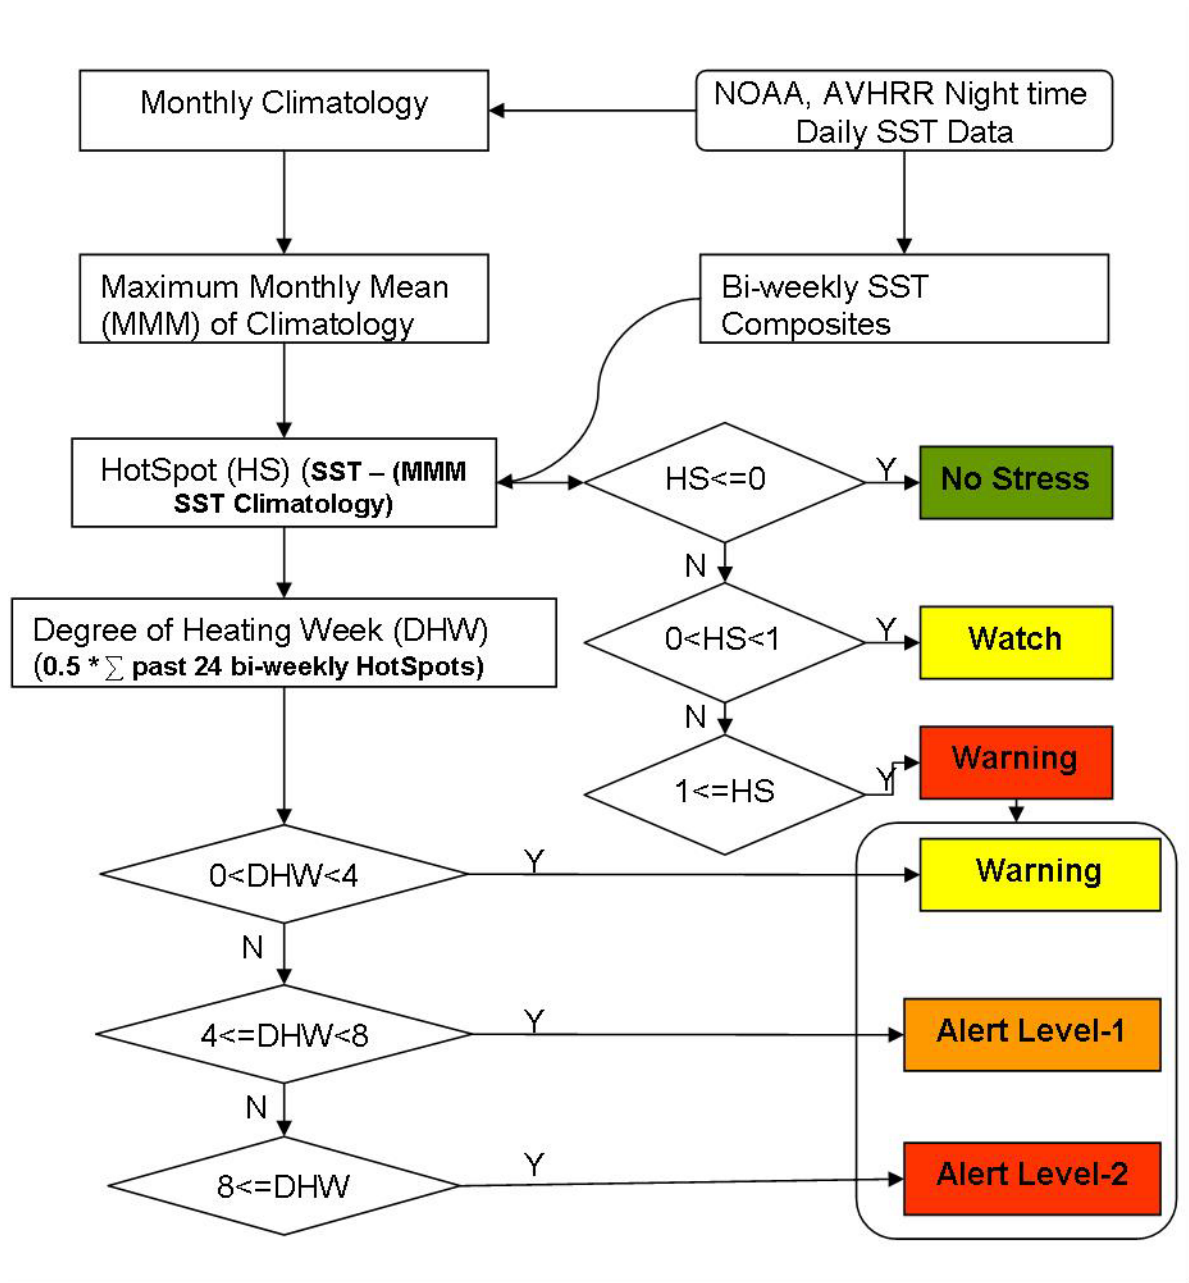 Monthly Climatology
NOAA, AVHRR Night time
Daily SST Data
Maximum Monthly Mean
(MMM) of Climatology
Bi-weekly SST
Composites
HotSpot (HS) (SST – (MMM
SST Climatology)
HS<=0
Y
No Stress
N
Degree of Heating Week (DHW)
(0.5 * ∑ past 24 bi-weekly HotSpots)
0<HS<1
Y
Watch
N
1<=HS
Y
Warning
0<DHW<4
Y
Warning
N
4<=DHW<8
Y
Alert Level-1
N
8<=DHW
Y
Alert Level-2